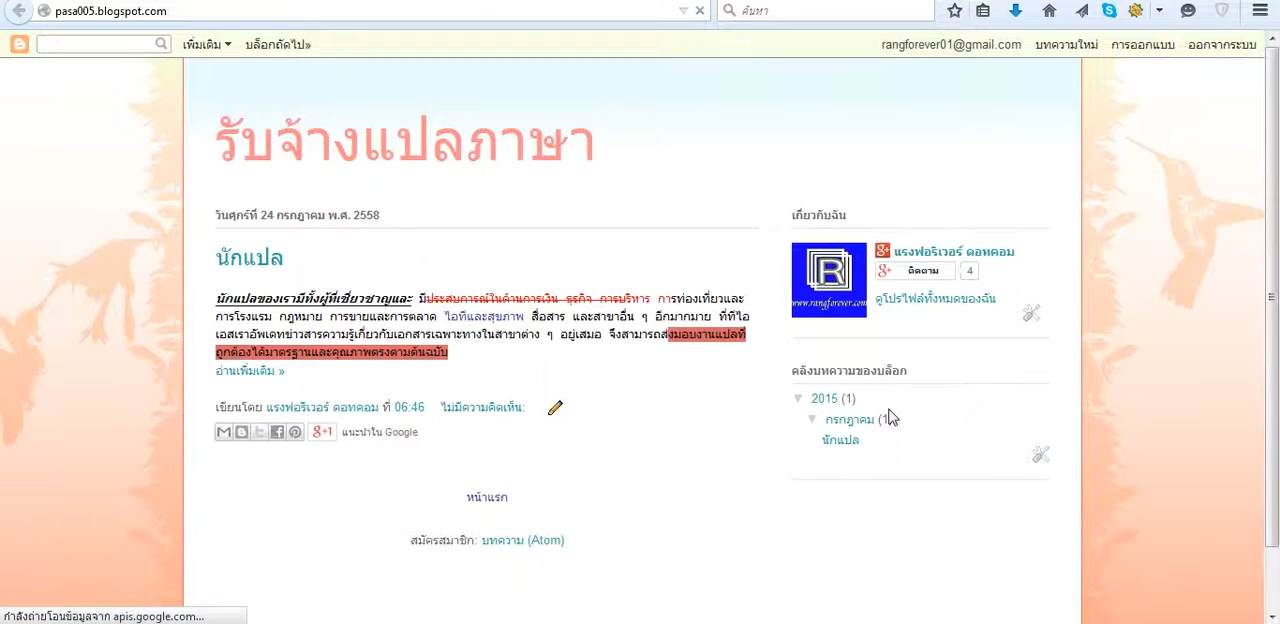 pasa005.blogspot.com
ค้นหา
เพิ่มเติม
บล็อกถัดไป»
rangforever01@gmail.com
บทความใหม่
การออกแบบ
ออกจากระบบ
รับจ้างแปลภาษา
วันศุกร์ที่ 24 กรกฎาคม พ.ศ. 2558
นักแปล
นักแปลของเรามีทั้งผู้ที่เชี่ยวชาญและ มีประสบการณ์ในด้านการเงิน ธุรกิจ การบริหาร การท่องเที่ยวและ
การโรงแรม กฎหมาย การขายและการตลาด ไอทีและสุขภาพ สื่อสาร และสาขาอื่น ๆ อีกมากมาย ที่ทีไอ
เอสเราอัพเดทข่าวสารความรู้เกี่ยวกับเอกสารเฉพาะทางในสาขาต่าง ๆ อยู่เสมอ จึงสามารถส่งมอบงานแปลที่
ถูกต้องได้มาตรฐานและคุณภาพตรงตามต้นฉบับ
อ่านเพิ่มเติม »
เขียนโดย แรงฟอริเวอร์ ดอทคอม ที่ 06:46 ไม่มีความคิดเห็น:
g+1 แนะนำใน Google
หน้าแรก
สมัครสมาชิก: บทความ (Atom)
เกี่ยวกับฉัน
R
www.rangforever.com
g+ แรงฟอริเวอร์ ดอทคอม
g+ ติดตาม 4
ดูโปรไฟล์ทั้งหมดของฉัน
คลังบทความของบล็อก
2015 (1)
กรกฎาคม (1)
นักแปล
กำลังถ่ายโอนข้อมูลจาก apis.google.com...